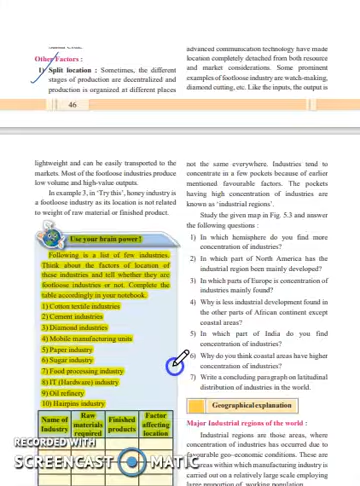 Other Factors :
1) Split location : Sometimes, the different
stages of production are decentralized and
production is organized at different places
advanced communication technology have made
location completely detached from both resource
and market considerations. Some prominent
examples of footloose industry are watch-making,
diamond cutting, etc. Like the inputs, the output is
46
lightweight and can be easily transported to the
markets. Most of the footloose industries produce
low volume and high-value outputs.
In example 3, in 'Try this', honey industry is
a footloose industry as its location is not related
to weight of raw material or finished product.
Use your brain power!
Following is a list of few industries.
Think about the factors of location of
these industries and tell whether they are
footloose industries or not. Complete the
table accordingly in your notebook.
1) Cotton textile industries
2) Cement industries
3) Diamond industries
4) Mobile manufacturing units
5) Paper industry
6) Sugar industry
7) Food processing industry
8) IT (Hardware) industry
9) Oil refinery
10) Hairpins industry
Name of Industry
Raw materials required
Finished products
Factor affecting location
not the same everywhere. Industries tend to
concentrate in a few pockets because of earlier
mentioned favourable factors. The pockets
having high concentration of industries are
known as 'industrial regions'.
Study the given map in Fig. 5.3 and answer
the following questions :
1) In which hemisphere do you find more
concentration of industries?
2) In which part of North America has the
industrial region been mainly developed?
3) In which parts of Europe is concentration of
industries mainly found?
4) Why is less industrial development found in
the other parts of African continent except
coastal areas?
5) In which part of India do you find
concentration of industries?
6) Why do you think coastal areas have higher
concentration of industries?
7) Write a concluding paragraph on latitudinal
distribution of industries in the world.
Geographical explanation
Major Industrial regions of the world :
Industrial regions are those areas, where
concentration of industries has occurred due to
favourable geo-economic conditions. These are
areas within which manufacturing industry is
carried out on a relatively large scale employing
large proportion of working population
RECORDED WITH
SCREENCAST MATIC